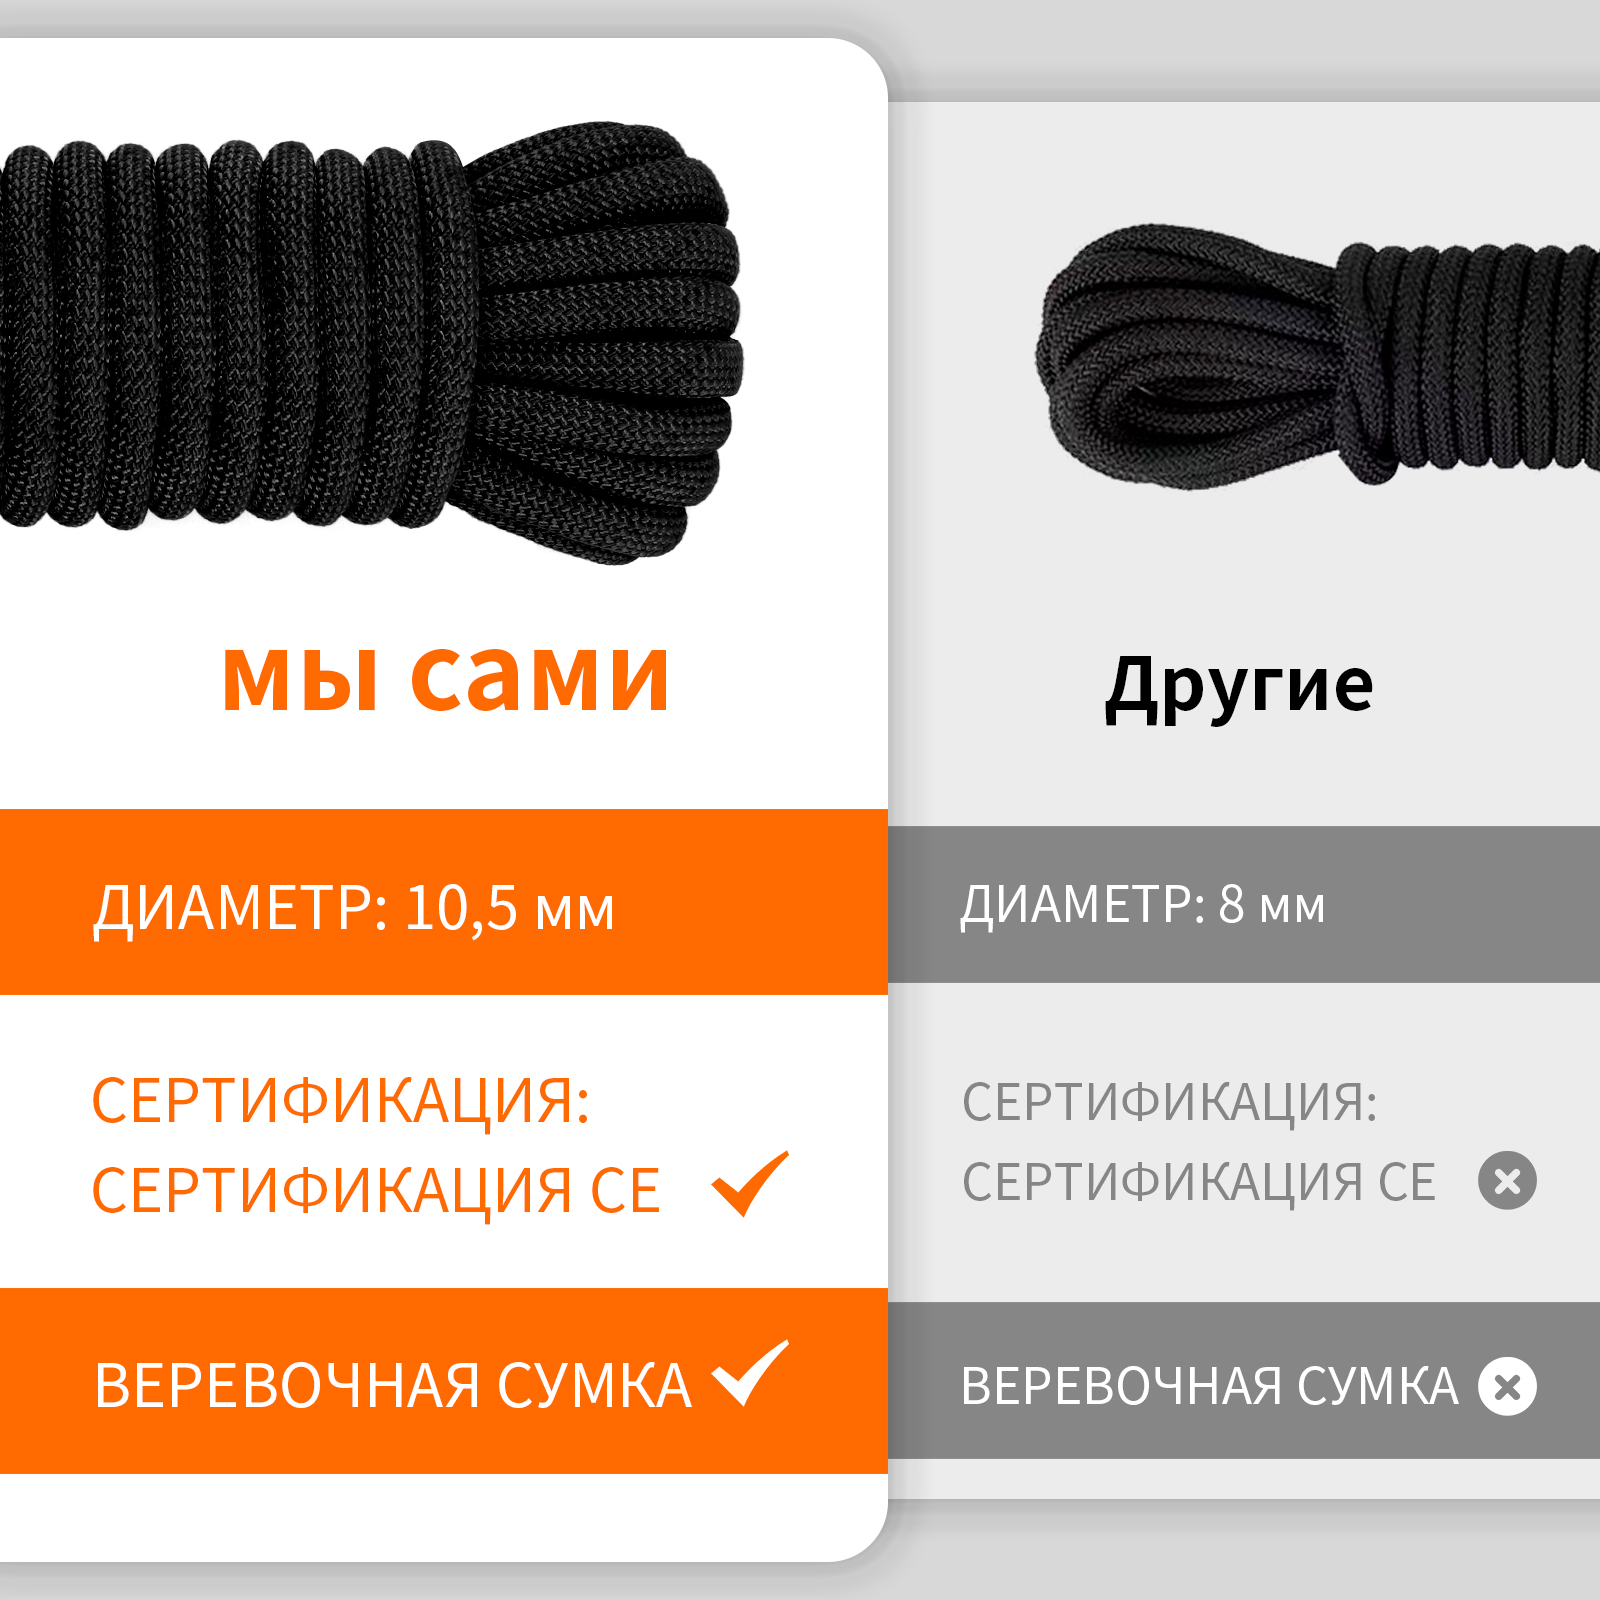 мы сами
ДИАМЕТР: 10,5 мм
СЕРТИФИКАЦИЯ:
СЕРТИФИКАЦИЯ CE
ВЕРЕВОЧНАЯ СУМКА
Другие
ДИАМЕТР: 8 мм
СЕРТИФИКАЦИЯ:
СЕРТИФИКАЦИЯ CE
ВЕРЕВОЧНАЯ СУМКА